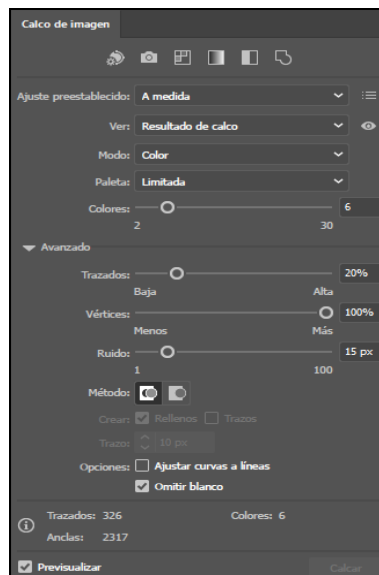 Calco de imagen
Ajuste preestablecido: A medida
Ver: Resultado de calco
Modo: Color
Paleta: Limitada
Colores: 6
2 30
Avanzado
Trazados: 20%
Baja Alta
Vértices: 100%
Menos Más
Ruido: 15 px
1 100
Método:
Crear: Rellenos Trazos
Trazo: 10 px
Opciones: Ajustar curvas a líneas
Omitir blanco
Trazados: 326 Colores: 6
Anclas: 2317
Previsualizar Calcar